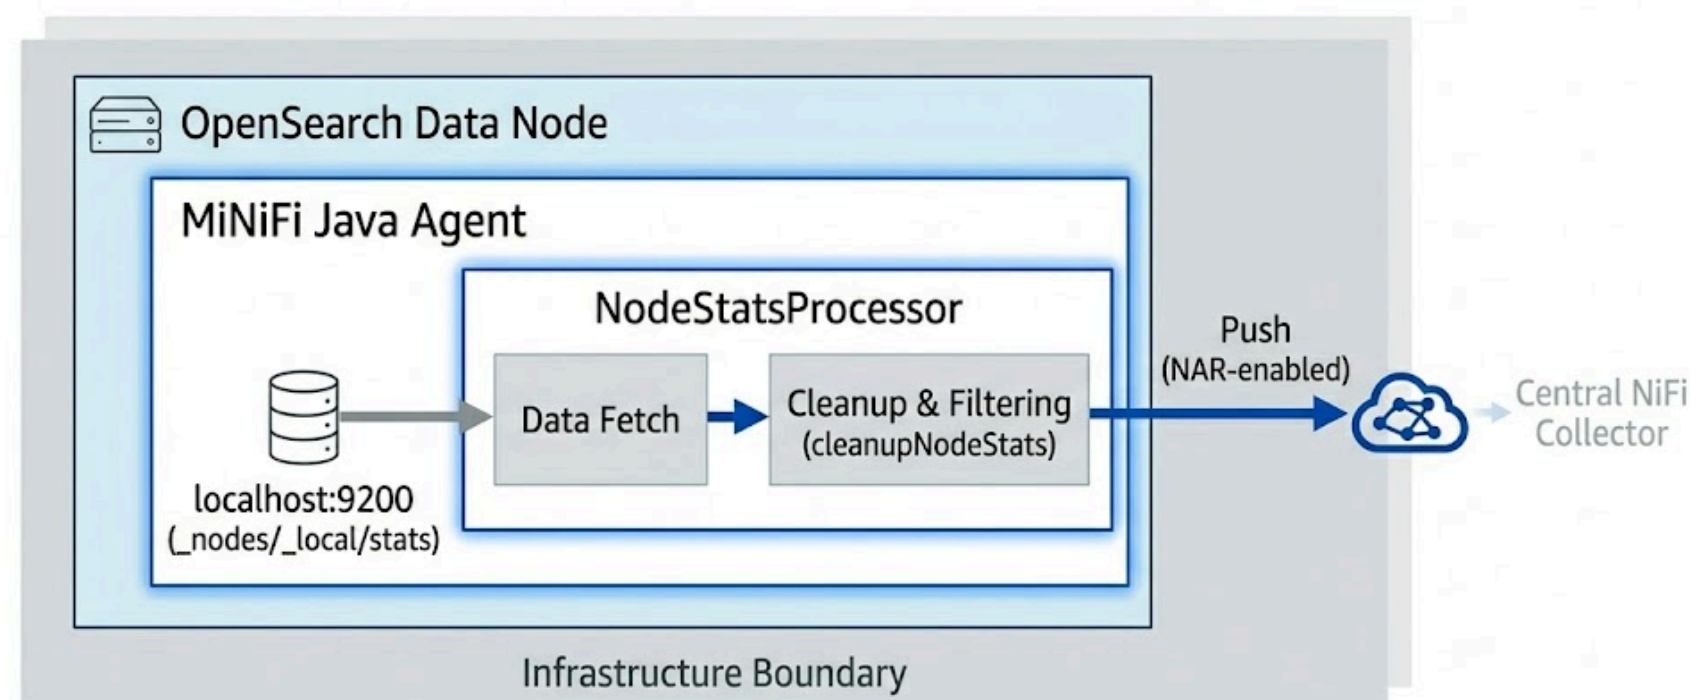 OpenSearch Data Node
MiNiFi Java Agent
NodeStatsProcessor
Data Fetch
Cleanup & Filtering
(cleanupNodeStats)
localhost:9200
(_nodes/_local/stats)
Push
(NAR-enabled)
Central NiFi
Collector
Infrastructure Boundary